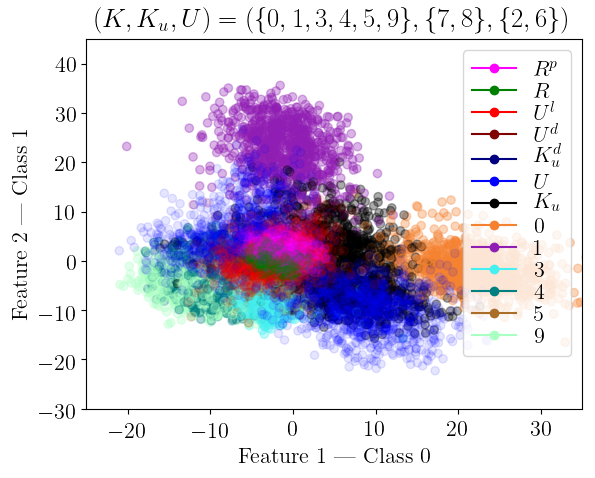 (K, K_u, U) = ({0, 1, 3, 4, 5, 9}, {7, 8}, {2, 6})
Feature 2 — Class 1
40
30
20
10
0
−10
−20
−30
−20
−10
0
10
20
30
Feature 1 — Class 0
R^p
R
U^l
U^d
K_u^d
U
K_u
0
1
3
4
5
9